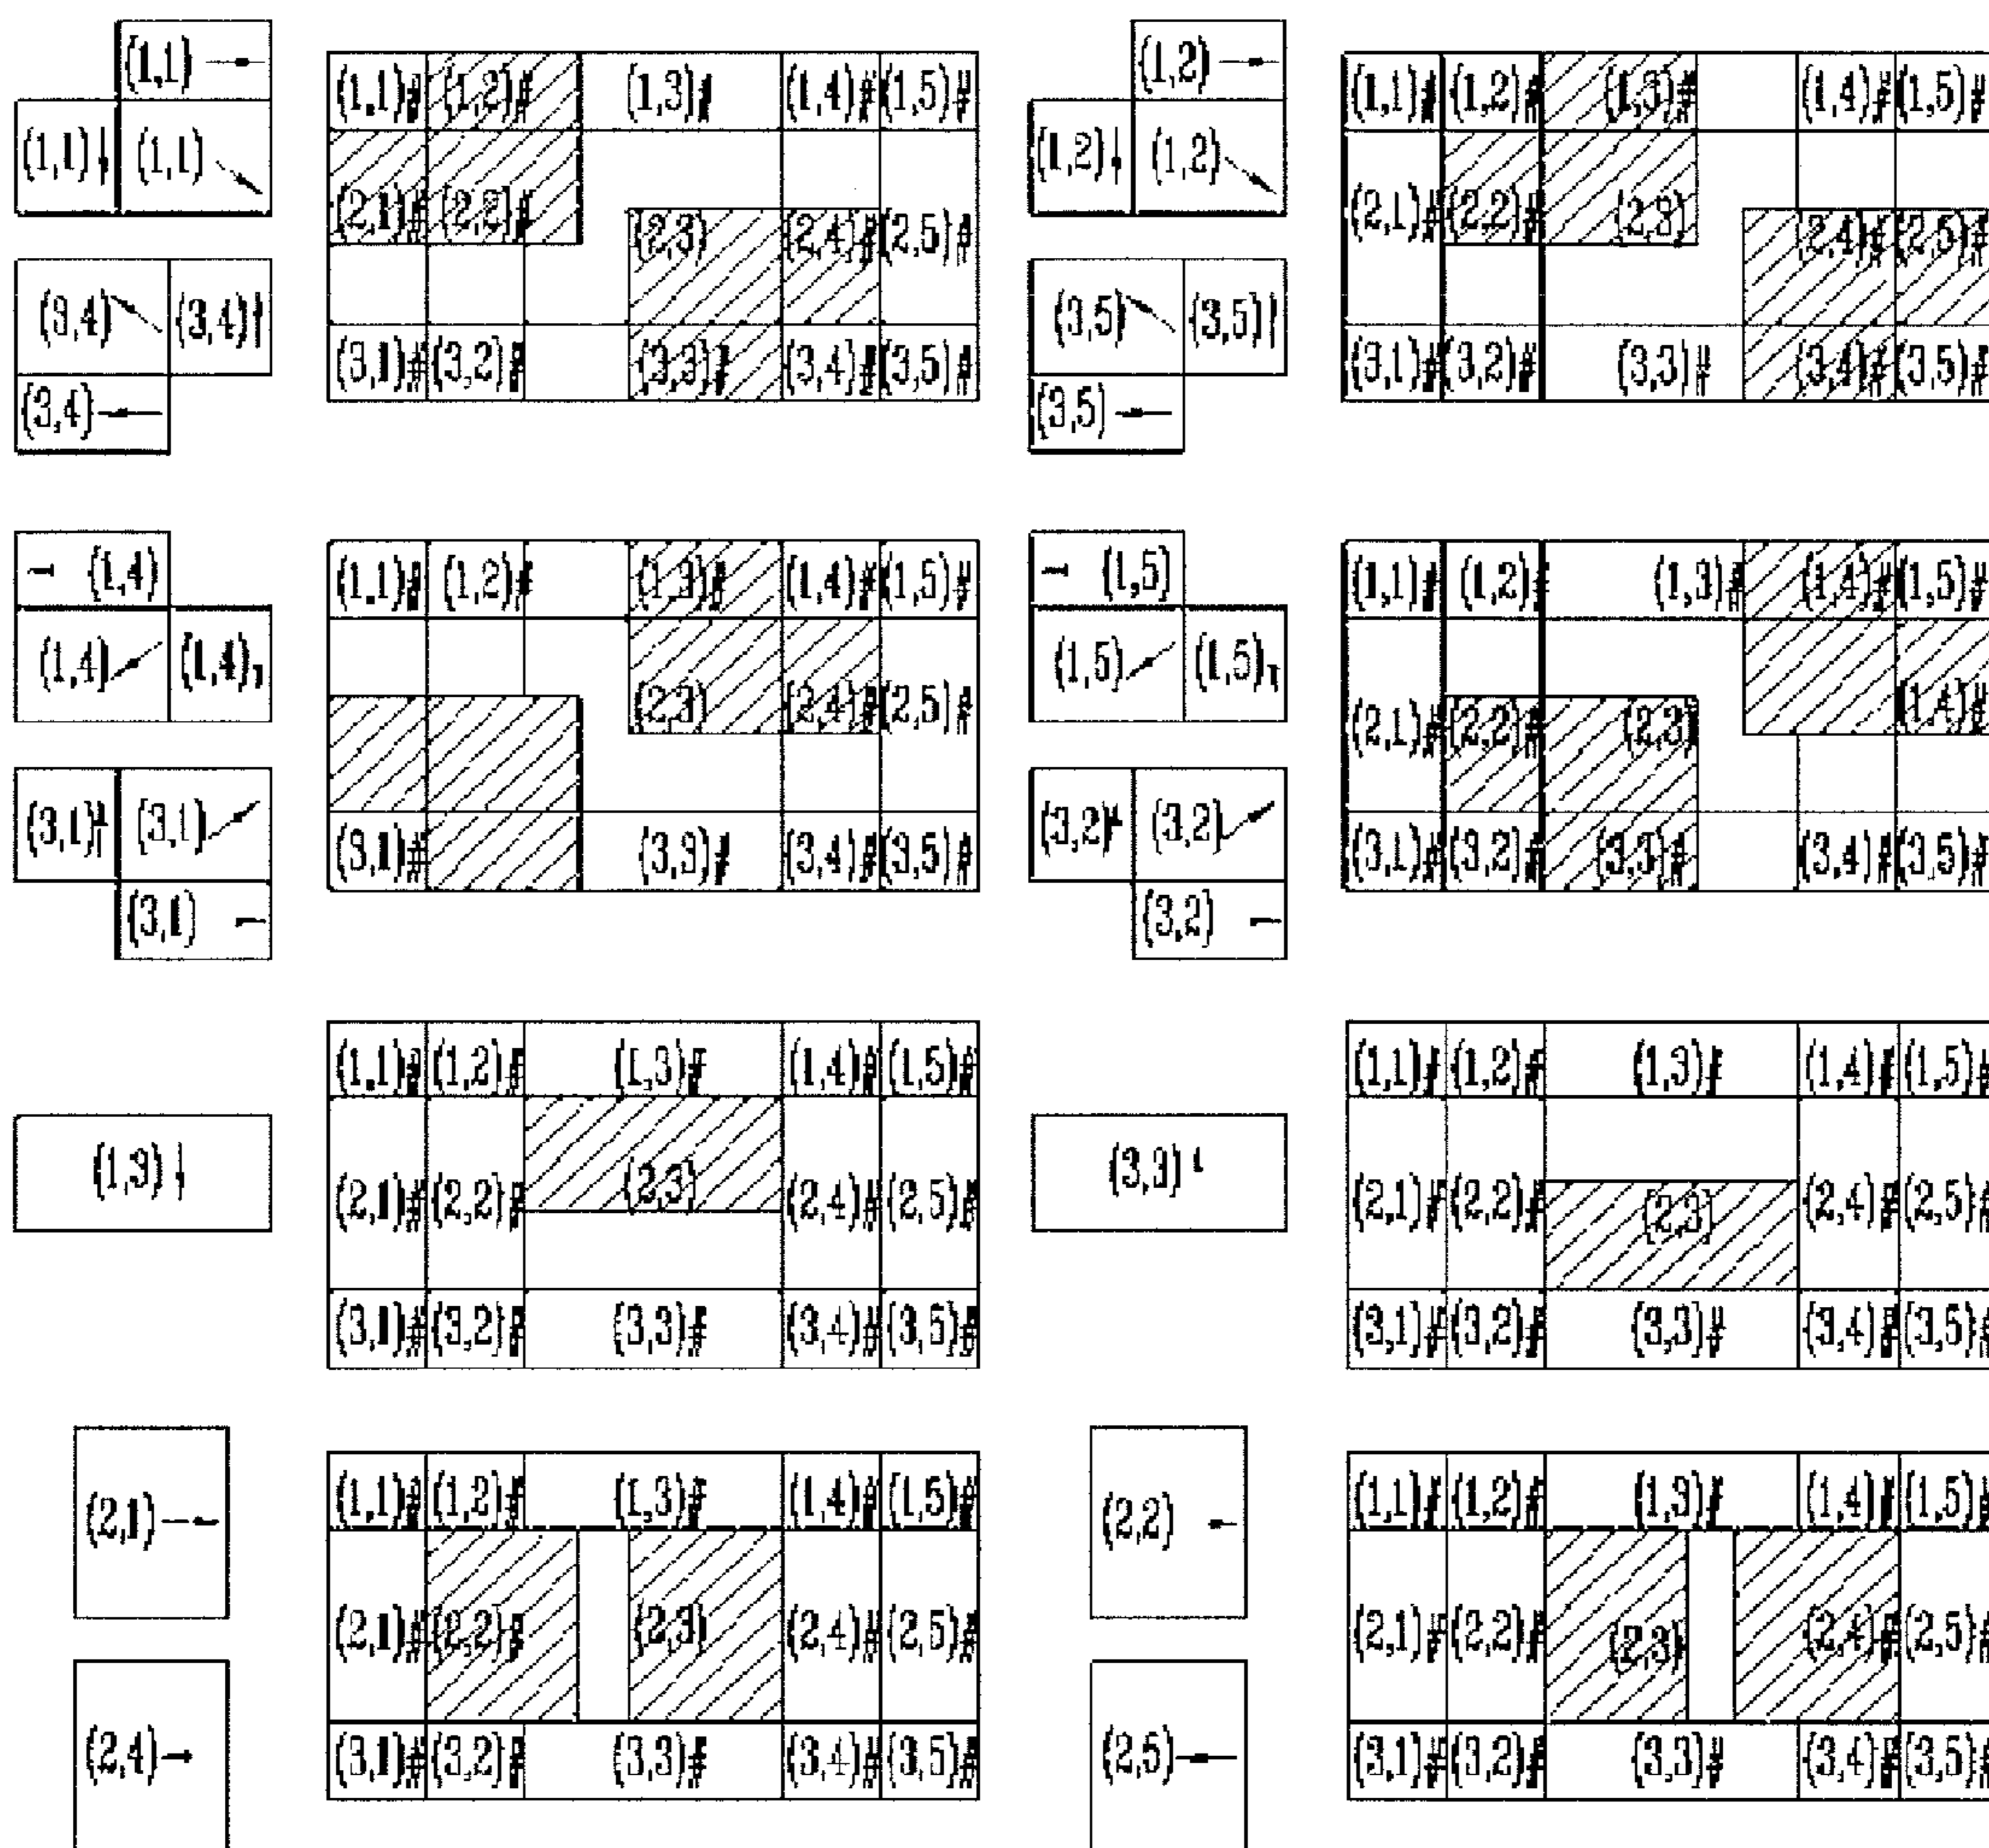 (1,1)
(1,1) (1,1)
(3,4) (3,4)
(3,4)
(1,1)# (1,2)# (1,3)# (1,4)# (1,5)#
(2,1)# (2,2)# (2,3) (2,4)# (2,5)#
(3,1)# (3,2)# (3,3)# (3,4)# (3,5)#
(1,2)
(1,2) (1,2)
(3,5) (3,5)
(3,5)
(1,1)# (1,2)# (1,3)# (1,4)# (1,5)#
(2,1)# (2,2)# (2,3) (2,4)# (2,5)#
(3,1)# (3,2)# (3,3)# (3,4)# (3,5)#
(1,4)
(1,4) (1,4)
(3,1) (3,1)
(3,1)
(1,1)# (1,2)# (1,3)# (1,4)# (1,5)#
(2,3) (2,4)# (2,5)#
(3,1)# (3,3)# (3,4)# (3,5)#
(1,5)
(1,5) (1,5)
(3,2) (3,2)
(3,2)
(1,1)# (1,2)# (1,3)# (1,4)# (1,5)#
(2,1)# (2,2)# (2,3) (1,4)#
(3,1)# (3,2)# (3,3)# (3,4)# (3,5)#
(1,3)
(1,1)# (1,2)# (1,3)# (1,4)# (1,5)#
(2,1)# (2,2)# (2,3) (2,4)# (2,5)#
(3,1)# (3,2)# (3,3)# (3,4)# (3,5)#
(3,3)
(1,1)# (1,2)# (1,3)# (1,4)# (1,5)#
(2,1)# (2,2)# (2,3) (2,4)# (2,5)#
(3,1)# (3,2)# (3,3)# (3,4)# (3,5)#
(2,1)
(2,4)
(1,1)# (1,2)# (1,3)# (1,4)# (1,5)#
(2,1)# (2,2)# (2,3) (2,4)# (2,5)#
(3,1)# (3,2)# (3,3)# (3,4)# (3,5)#
(2,2)
(2,5)
(1,1)# (1,2)# (1,3)# (1,4)# (1,5)#
(2,1)# (2,2)# (2,3) (2,4)# (2,5)#
(3,1)# (3,2)# (3,3)# (3,4)# (3,5)#